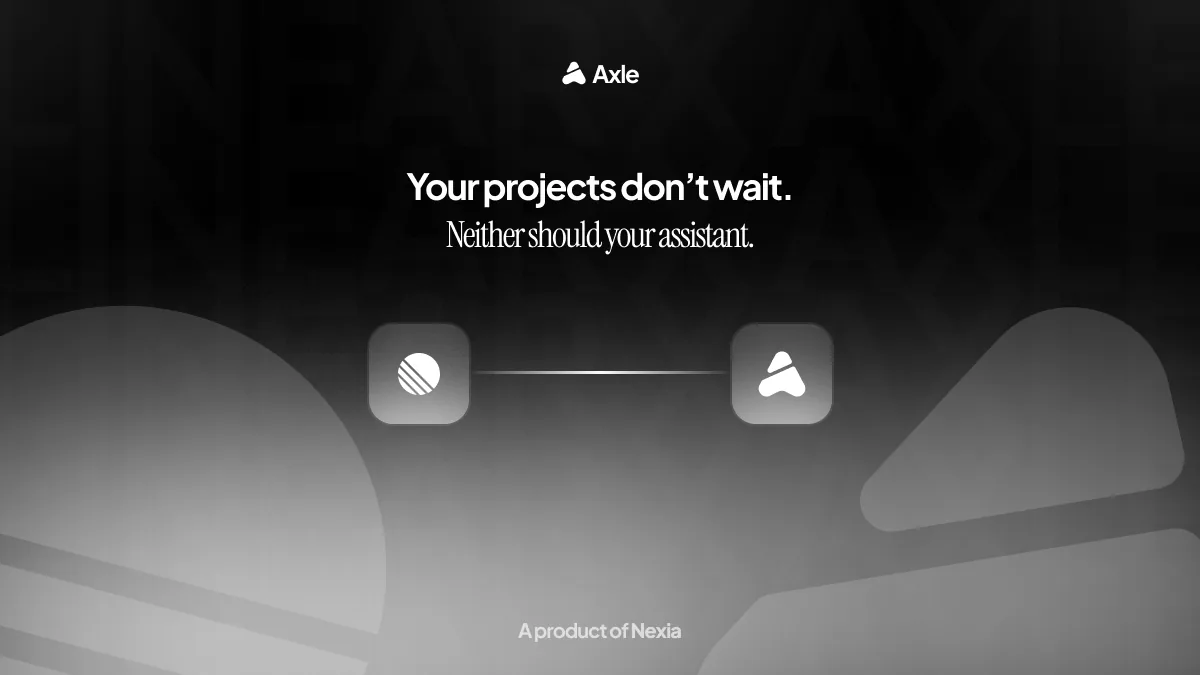 Axle
Your projects don’t wait.
Neither should your assistant.
A product of Nexia